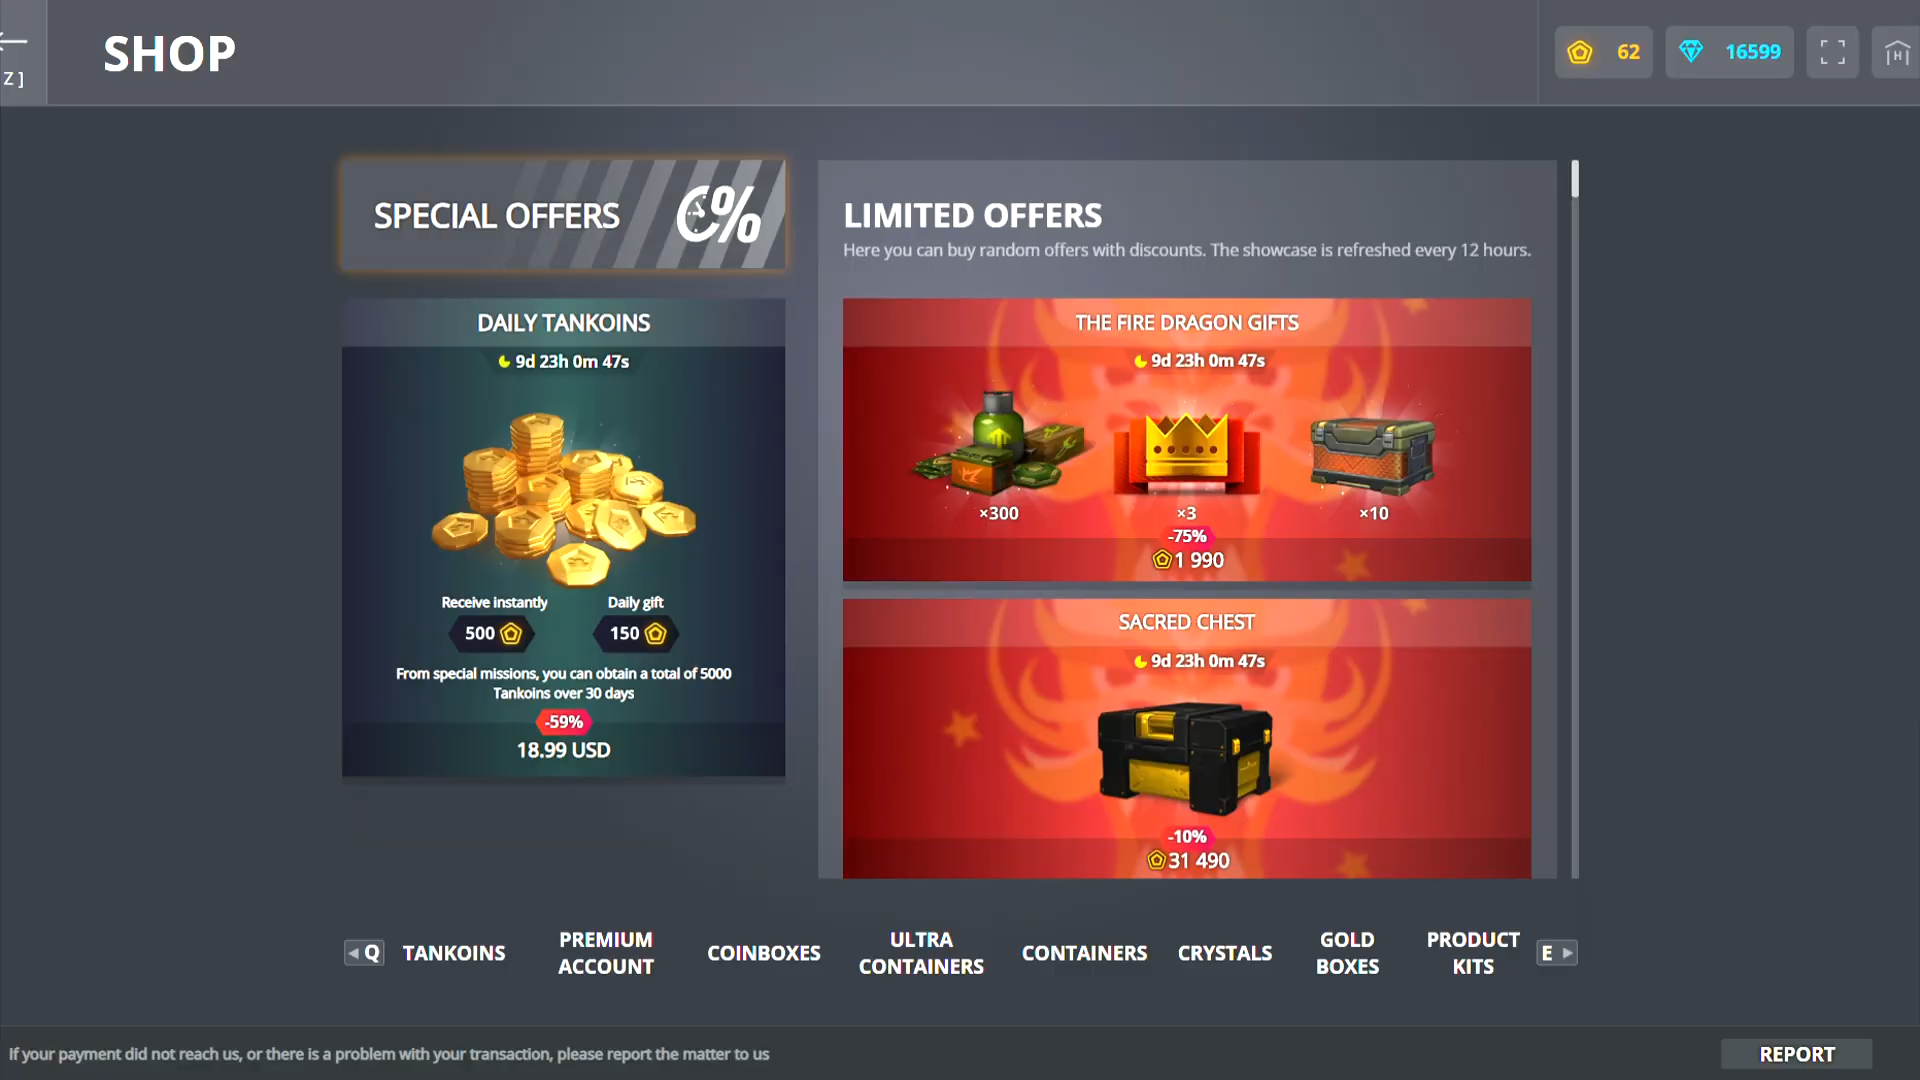 Z ]
SHOP
62
16599
SPECIAL OFFERS
%
DAILY TANKOINS
9d 23h 0m 47s
Receive instantly
Daily gift
500
150
From special missions, you can obtain a total of 5000
Tankoins over 30 days
-59%
18.99 USD
LIMITED OFFERS
Here you can buy random offers with discounts. The showcase is refreshed every 12 hours.
THE FIRE DRAGON GIFTS
9d 23h 0m 47s
×300
×3
×10
-75%
1 990
SACRED CHEST
9d 23h 0m 47s
-10%
31 490
Q
TANKOINS
PREMIUM
ACCOUNT
COINBOXES
ULTRA
CONTAINERS
CONTAINERS
CRYSTALS
GOLD
BOXES
PRODUCT
KITS
E
If your payment did not reach us, or there is a problem with your transaction, please report the matter to us
REPORT